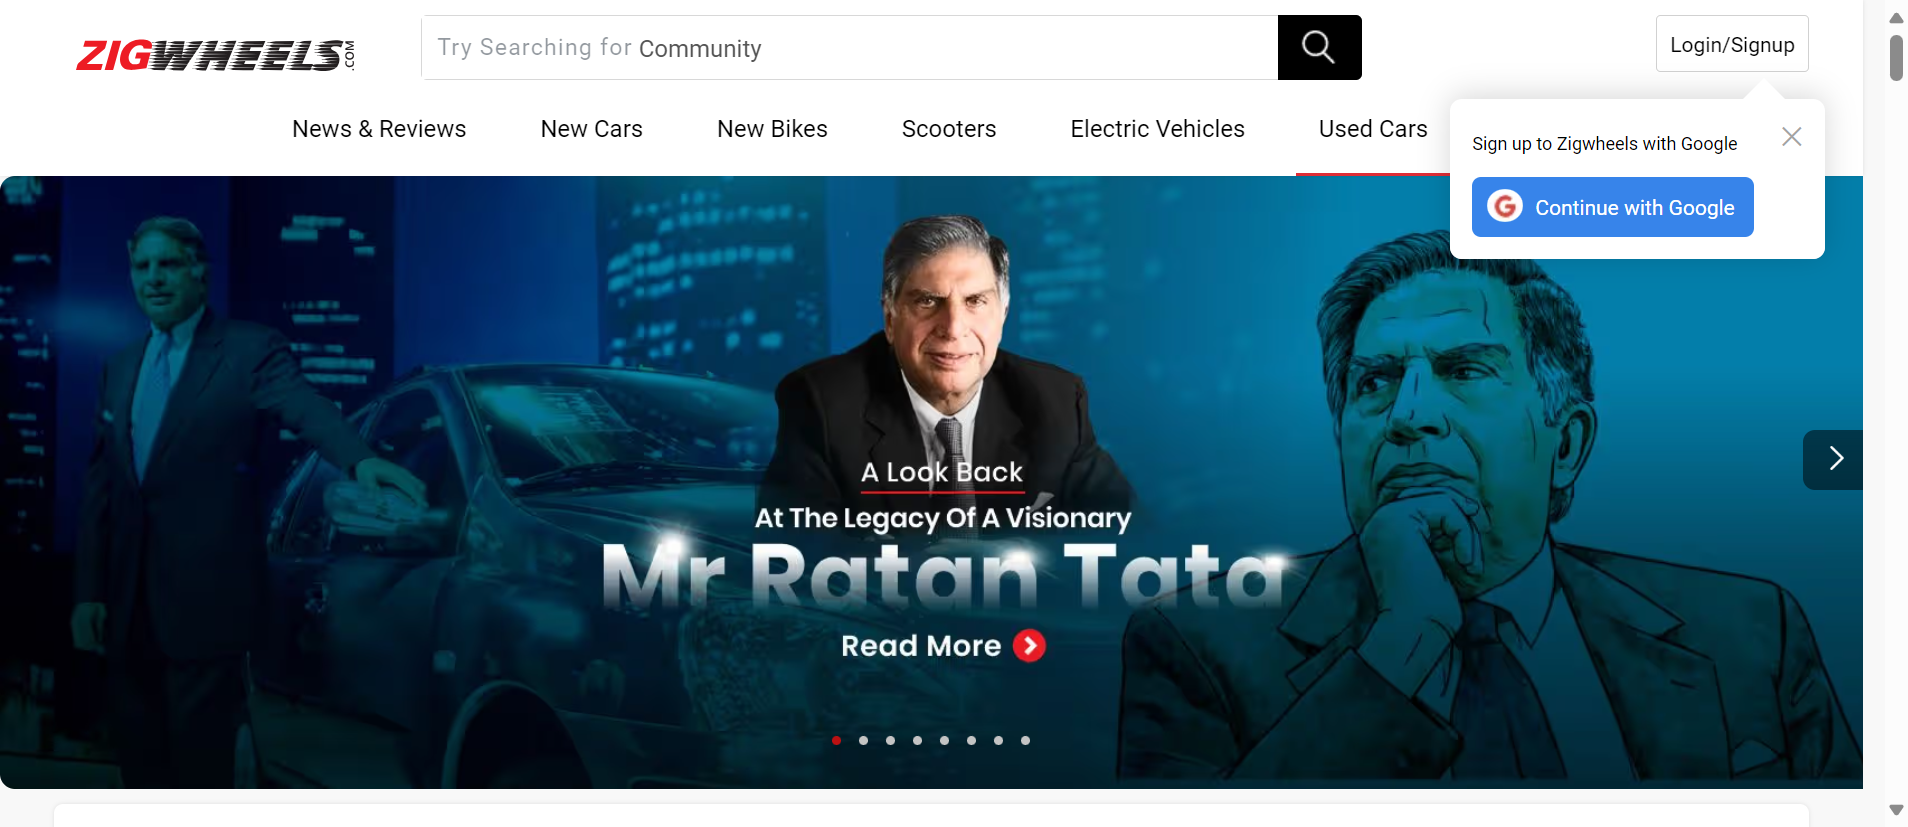 ZIGWHEELS.COM
Try Searching for Community
Login/Signup
News & Reviews
New Cars
New Bikes
Scooters
Electric Vehicles
Used Cars
Sign up to Zigwheels with Google
G Continue with Google
A Look Back
At The Legacy Of A Visionary
Mr Ratan Tata
Read More